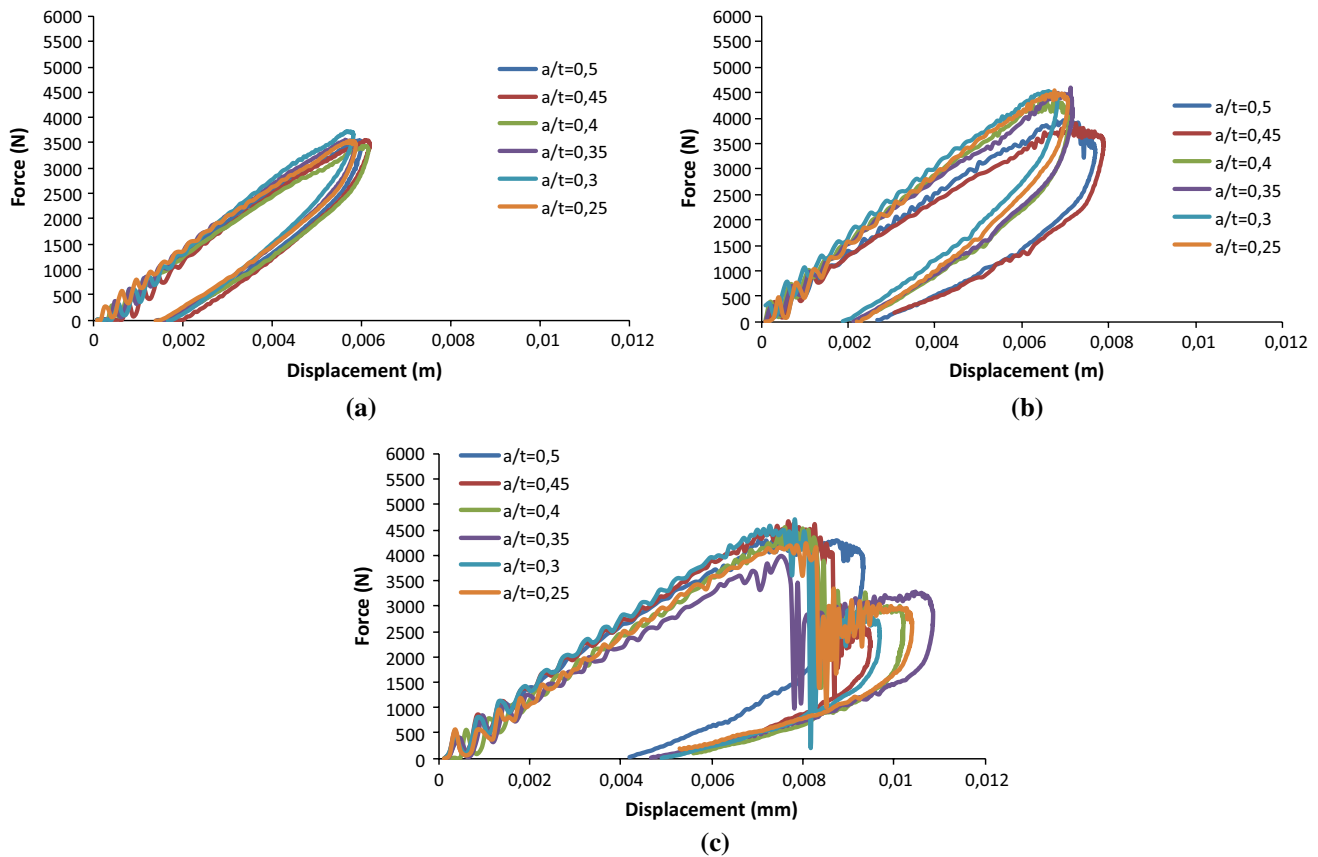 (a)
6000
5500
5000
4500
4000
3500
3000
2500
2000
1500
1000
500
0
Force (N)
0 0,002 0,004 0,006 0,008 0,01 0,012
Displacement (m)
a/t=0,5
a/t=0,45
a/t=0,4
a/t=0,35
a/t=0,3
a/t=0,25
(a)
(b)
6000
5500
5000
4500
4000
3500
3000
2500
2000
1500
1000
500
0
Force (N)
0 0,002 0,004 0,006 0,008 0,01 0,012
Displacement (m)
a/t=0,5
a/t=0,45
a/t=0,4
a/t=0,35
a/t=0,3
a/t=0,25
(b)
6000
5500
5000
4500
4000
3500
3000
2500
2000
1500
1000
500
0
Force (N)
0 0,002 0,004 0,006 0,008 0,01 0,012
Displacement (mm)
a/t=0,5
a/t=0,45
a/t=0,4
a/t=0,35
a/t=0,3
a/t=0,25
(c)